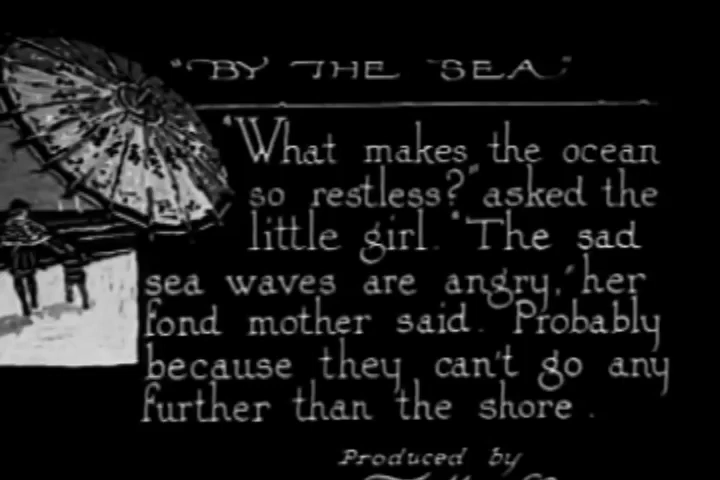 "BY THE SEA"
"What makes the ocean
so restless?" asked the
little girl. "The sad
sea waves are angry," her
fond mother said. Probably
because they can't go any
further than the shore.
Produced by